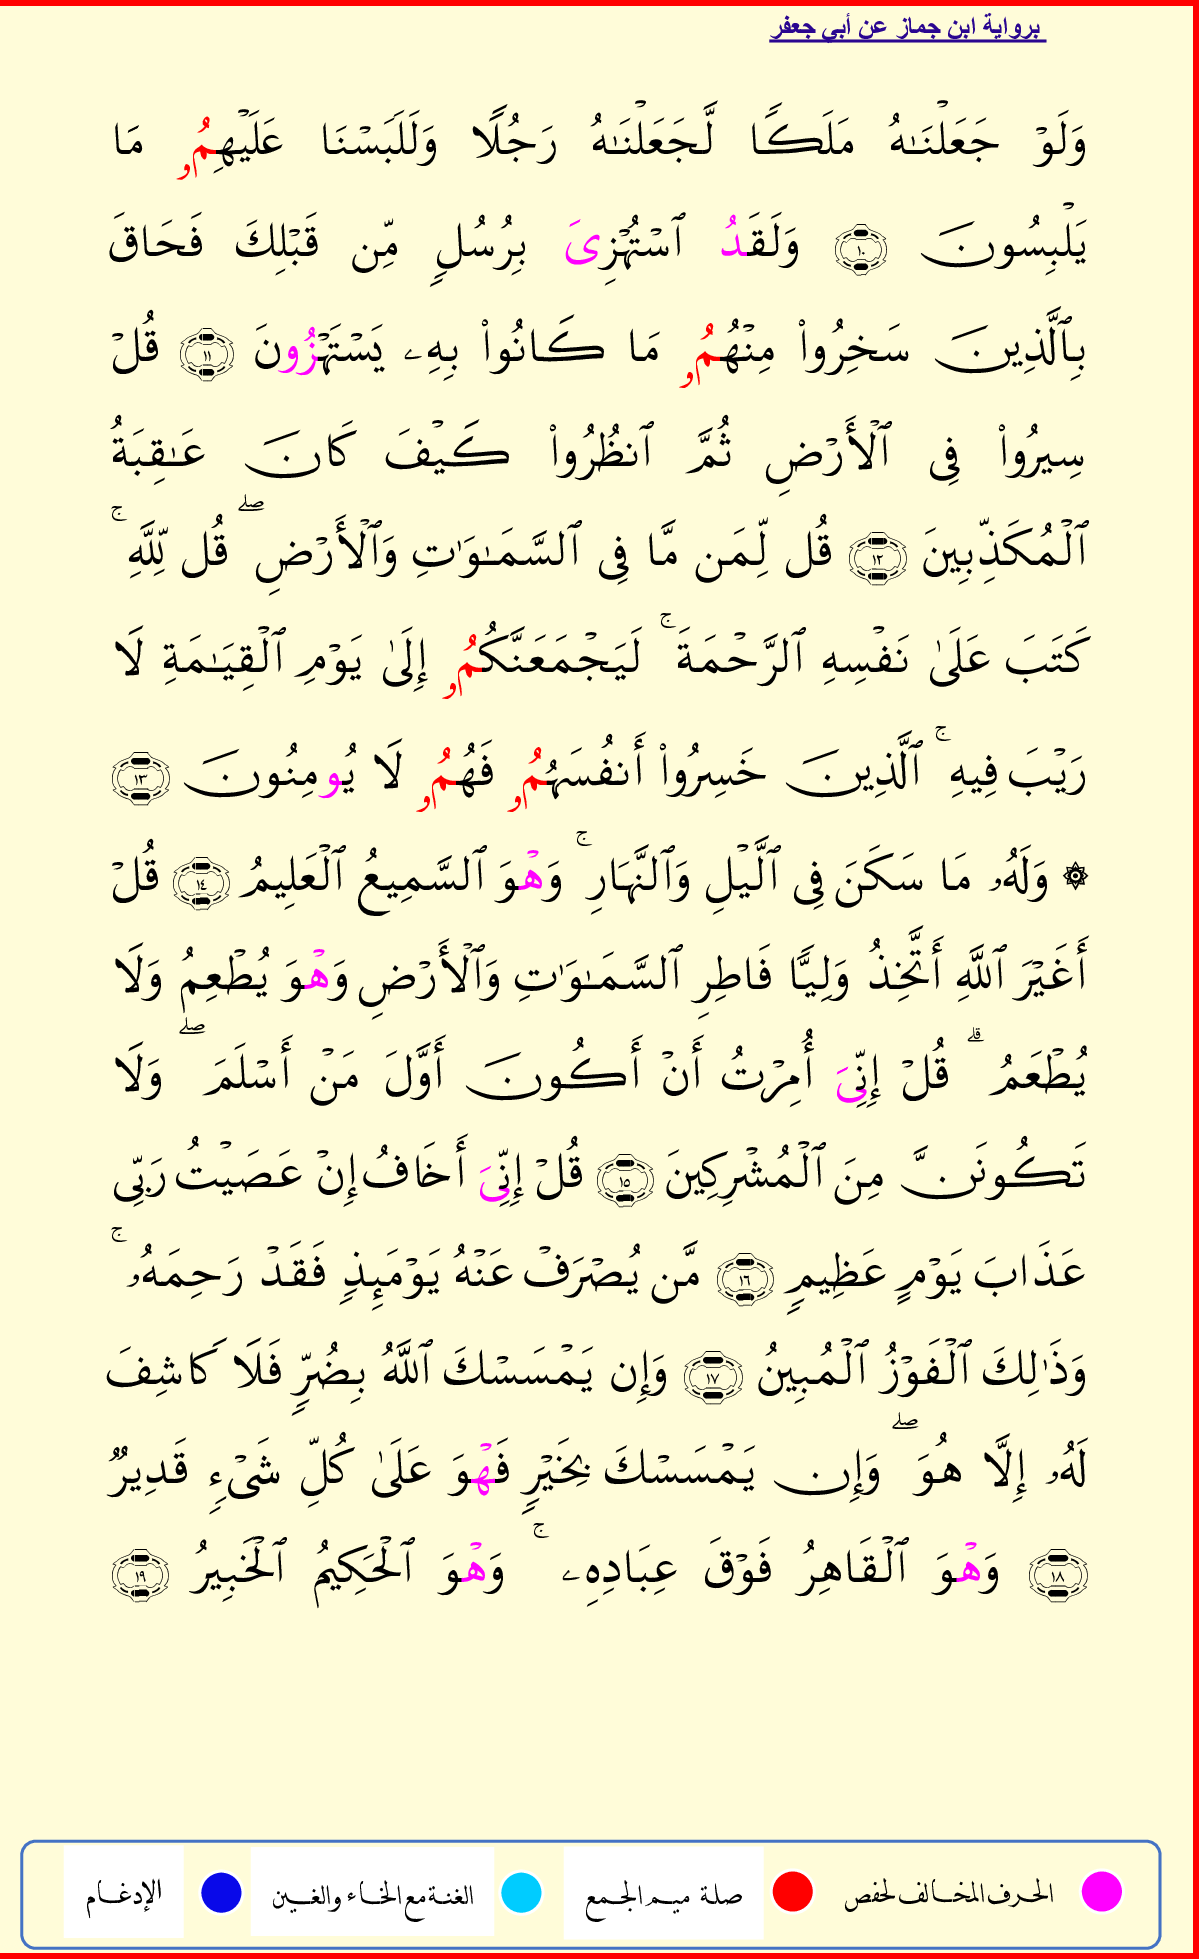 برواية ابن جماز عن أبي جعفر
وَلَوۡ جَعَلۡنَٰهُ مَلَكٗا لَّجَعَلۡنَٰهُ رَجُلٗا وَلَلَبَسۡنَا عَلَيۡهِمُۥ مَا
يَلۡبِسُونَ ١٠ وَلَقَدُ ٱسۡتُهۡزِيَ بِرُسُلٖ مِّن قَبۡلِكَ فَحَاقَ
بِٱلَّذِينَ سَخِرُواْ مِنۡهُمُۥ مَا كَانُواْ بِهِۦ يَسۡتَهۡزُونَ ١١ قُلۡ
سِيرُواْ فِي ٱلۡأَرۡضِ ثُمَّ ٱنظُرُواْ كَيۡفَ كَانَ عَٰقِبَةُ
ٱلۡمُكَذِّبِينَ ١٢ قُل لِّمَن مَّا فِي ٱلسَّمَٰوَٰتِ وَٱلۡأَرۡضِۖ قُل لِّلَّهِۚ
كَتَبَ عَلَىٰ نَفۡسِهِ ٱلرَّحۡمَةَۚ لَيَجۡمَعَنَّكُمُۥ إِلَىٰ يَوۡمِ ٱلۡقِيَٰمَةِ لَا
رَيۡبَ فِيهِۚ ٱلَّذِينَ خَسِرُواْ أَنفُسَهُمُۥ فَهُمُۥ لَا يُومِنُونَ ١٣
۞ وَلَهُۥ مَا سَكَنَ فِي ٱلَّيۡلِ وَٱلنَّهَارِۚ وَهۡوَ ٱلسَّمِيعُ ٱلۡعَلِيمُ ١٤ قُلۡ
أَغَيۡرَ ٱللَّهِ أَتَّخِذُ وَلِيّٗا فَاطِرِ ٱلسَّمَٰوَٰتِ وَٱلۡأَرۡضِ وَهۡوَ يُطۡعِمُ وَلَا
يُطۡعَمُۗ قُلۡ إِنِّيَ أُمِرۡتُ أَنۡ أَكُونَ أَوَّلَ مَنۡ أَسۡلَمَۖ وَلَا
تَكُونَنَّ مِنَ ٱلۡمُشۡرِكِينَ ١٥ قُلۡ إِنِّيَ أَخَافُ إِنۡ عَصَيۡتُ رَبِّي
عَذَابَ يَوۡمٍ عَظِيمٖ ١٦ مَّن يُصۡرَفۡ عَنۡهُ يَوۡمَئِذٖ فَقَدۡ رَحِمَهُۥۚ
وَذَٰلِكَ ٱلۡفَوۡزُ ٱلۡمُبِينُ ١٧ وَإِن يَمۡسَسۡكَ ٱللَّهُ بِضُرّٖ فَلَا كَاشِفَ
لَهُۥ إِلَّا هُوَۖ وَإِن يَمۡسَسۡكَ بِخَيۡرٖ فَهۡوَ عَلَىٰ كُلِّ شَيۡءٖ قَدِيرٞ
١٨ وَهۡوَ ٱلۡقَاهِرُ فَوۡقَ عِبَادِهِۦۚ وَهۡوَ ٱلۡحَكِيمُ ٱلۡخَبِيرُ ١٩
الحرف المخالف لحفص صلة ميم الجمع الغنة مع الخاء والغين الإدغام